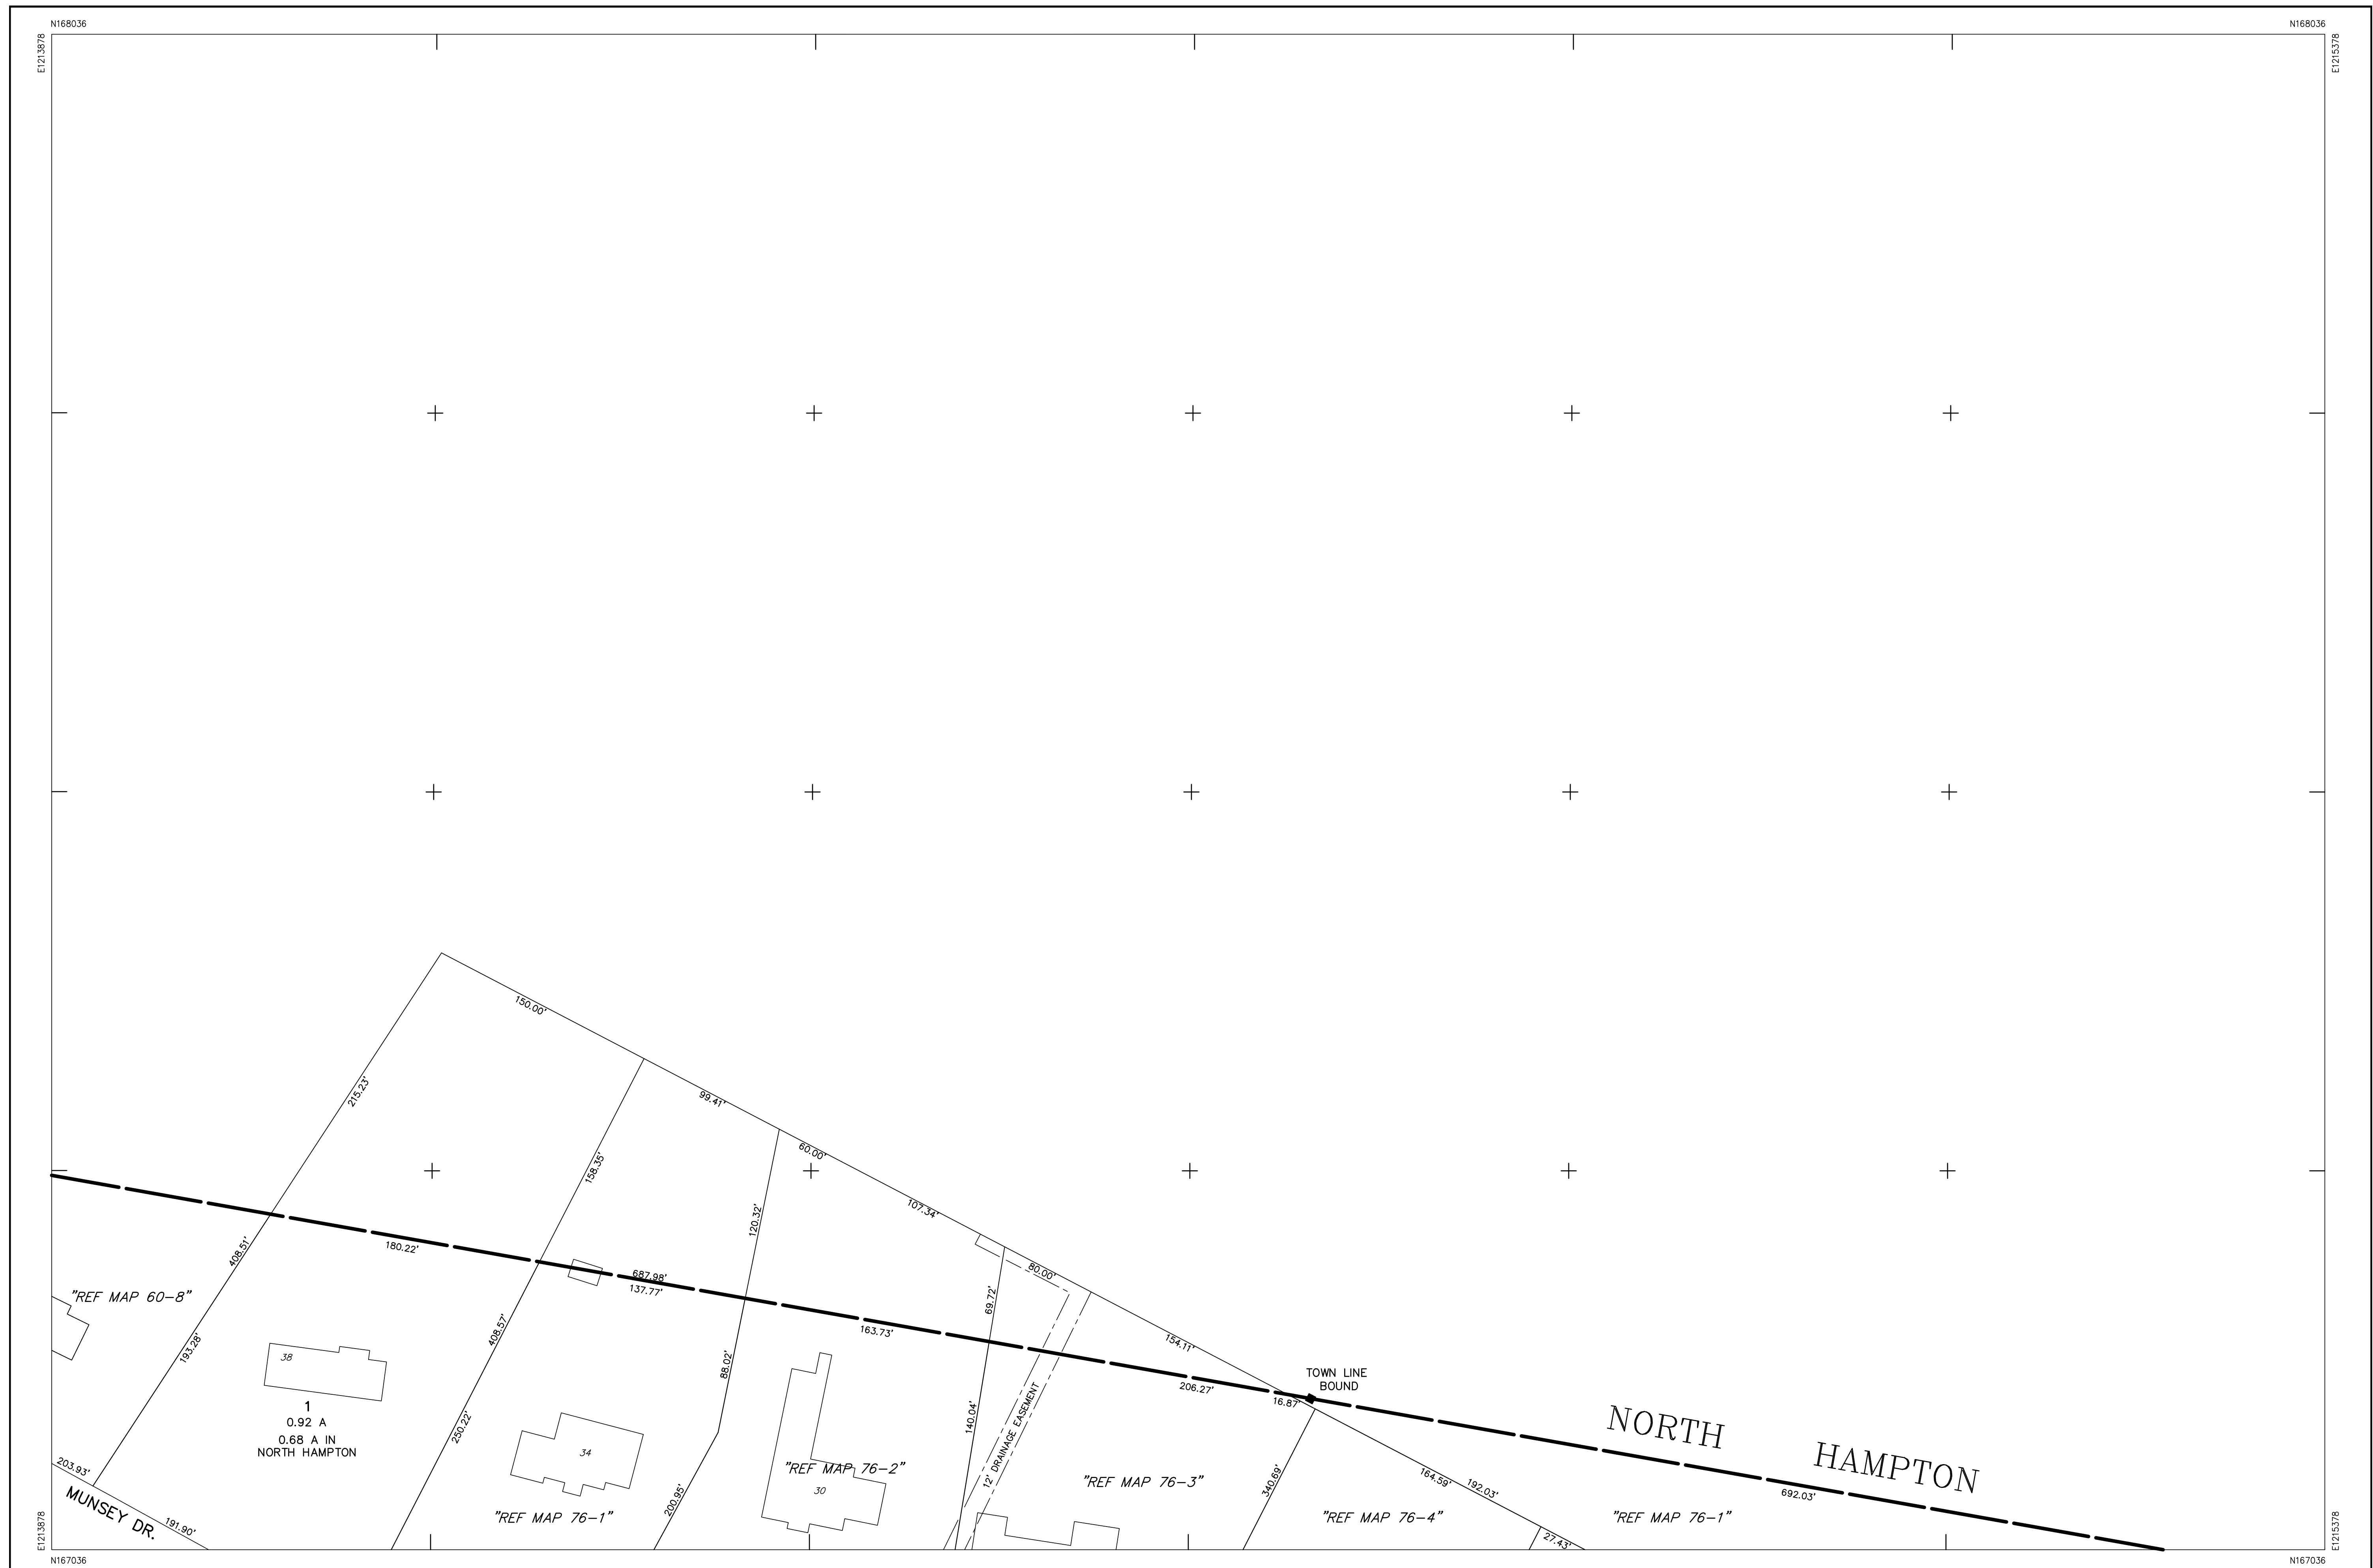 N168036
N168036
E1213878
E1215378
150.00'
215.23'
99.41'
158.35'
60.00'
120.32'
107.34'
408.51'
180.22'
80.00'
687.98'
137.77'
69.72'
"REF MAP 60-8"
193.28'
408.57'
163.73'
154.11'
88.02'
38
206.27'
TOWN LINE
BOUND
16.87'
1
0.92 A
0.68 A IN
NORTH HAMPTON
250.22'
34
140.04'
12' DRAINAGE EASEMENT
NORTH HAMPTON
"REF MAP 76-2"
30
"REF MAP 76-3"
340.69'
164.59'
192.03'
692.03'
203.93'
MUNSEY DR.
191.90'
200.95'
"REF MAP 76-1"
"REF MAP 76-4"
"REF MAP 76-1"
27.43'
E1213878
E1215378
N167036
N167036